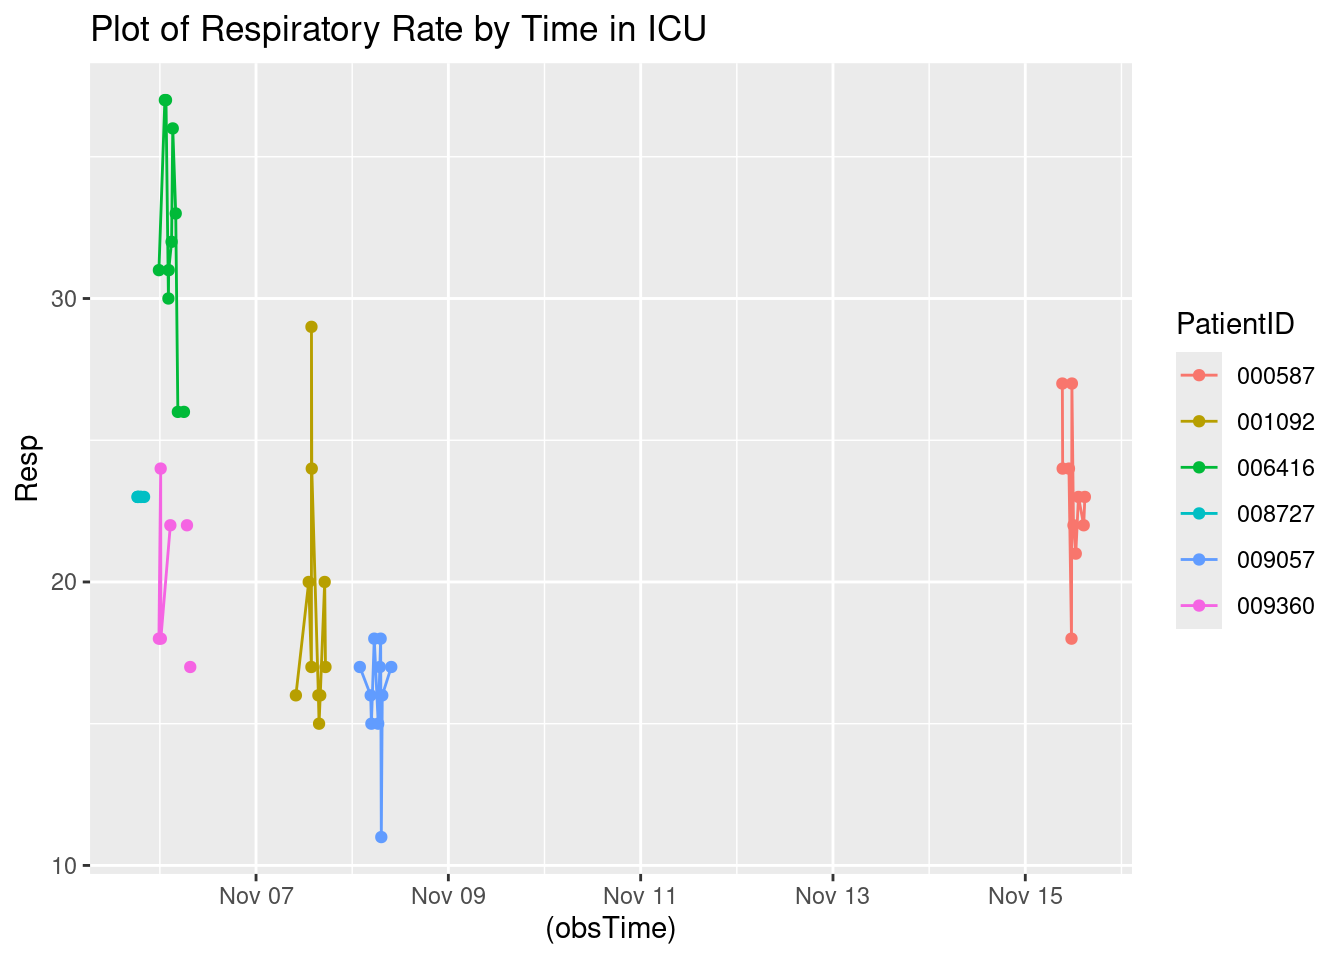 Plot of Respiratory Rate by Time in ICU
30
20
10
Resp
Nov 07 Nov 09 Nov 11 Nov 13 Nov 15
(obsTime)
PatientID
000587
001092
006416
008727
009057
009360